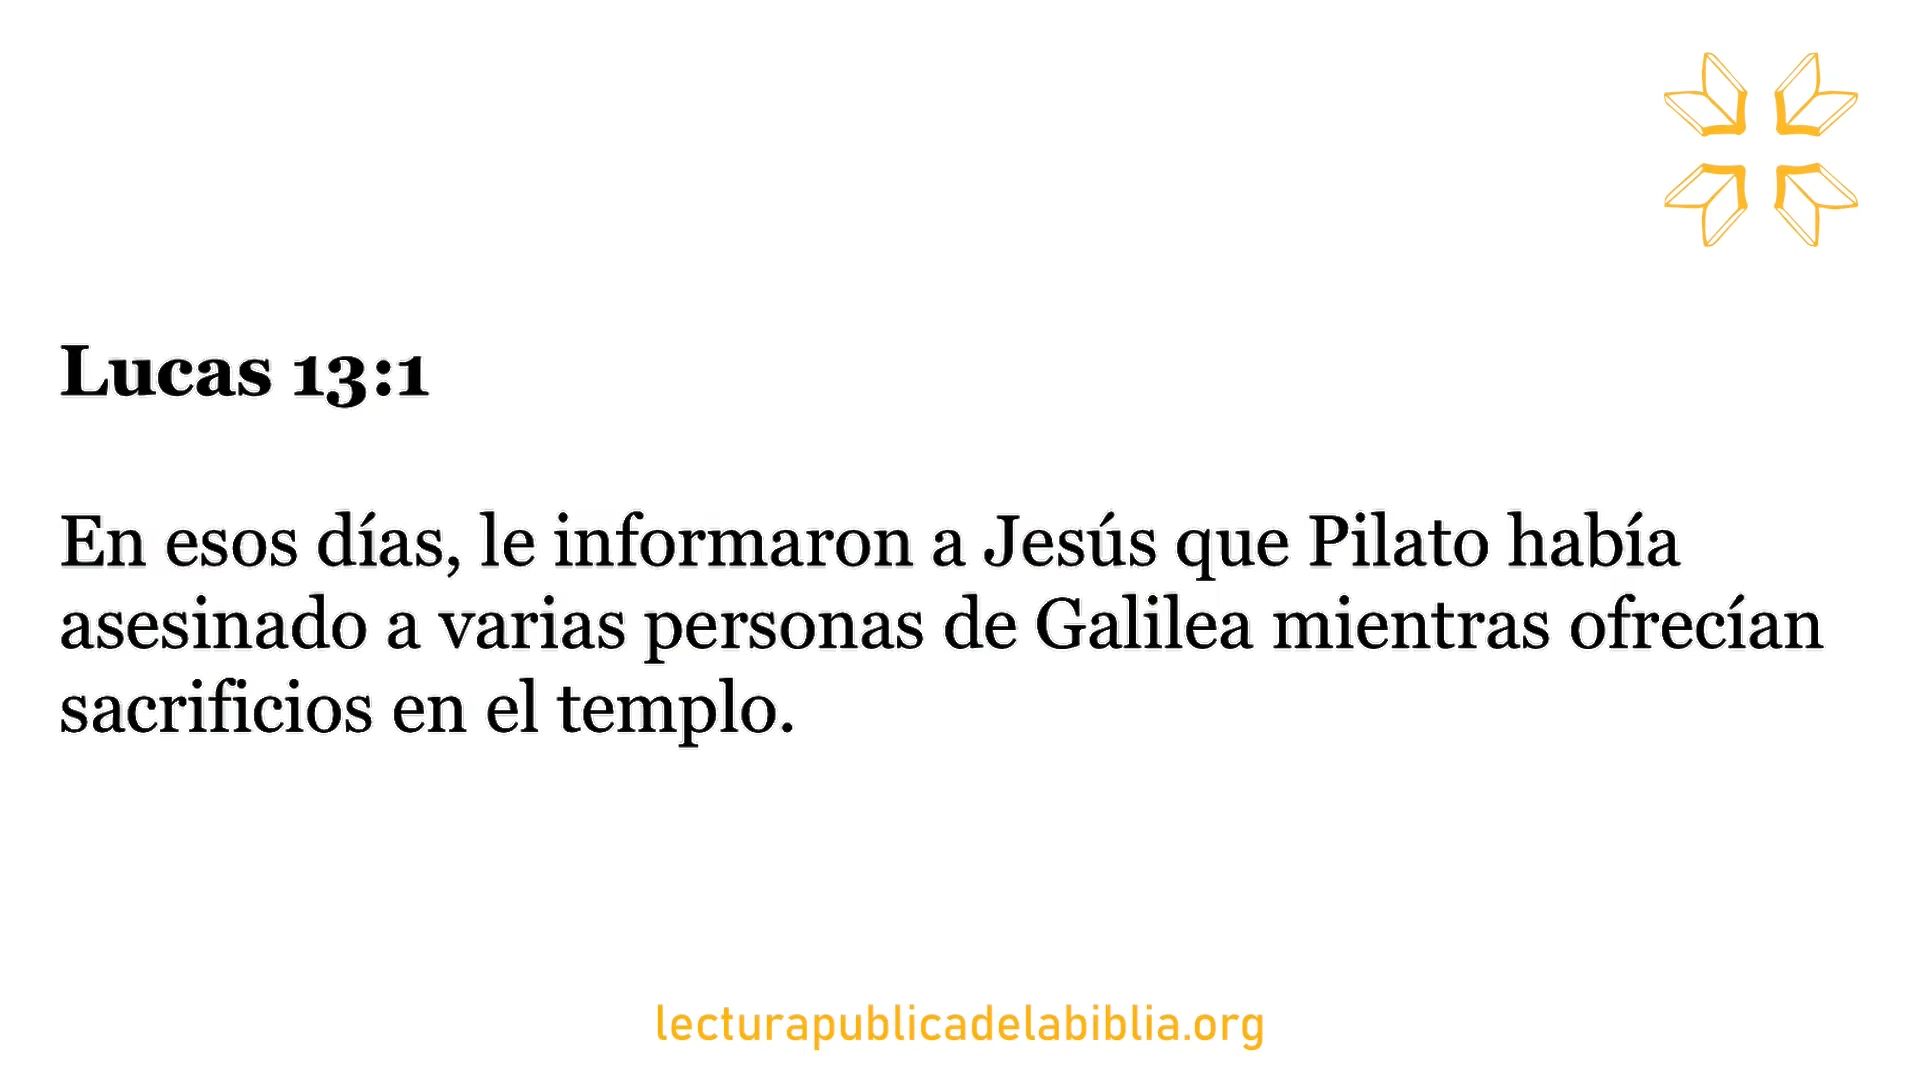 Lucas 13:1
En esos días, le informaron a Jesús que Pilato había
asesinado a varias personas de Galilea mientras ofrecían
sacrificios en el templo.
lecturapublicadelabiblia.org